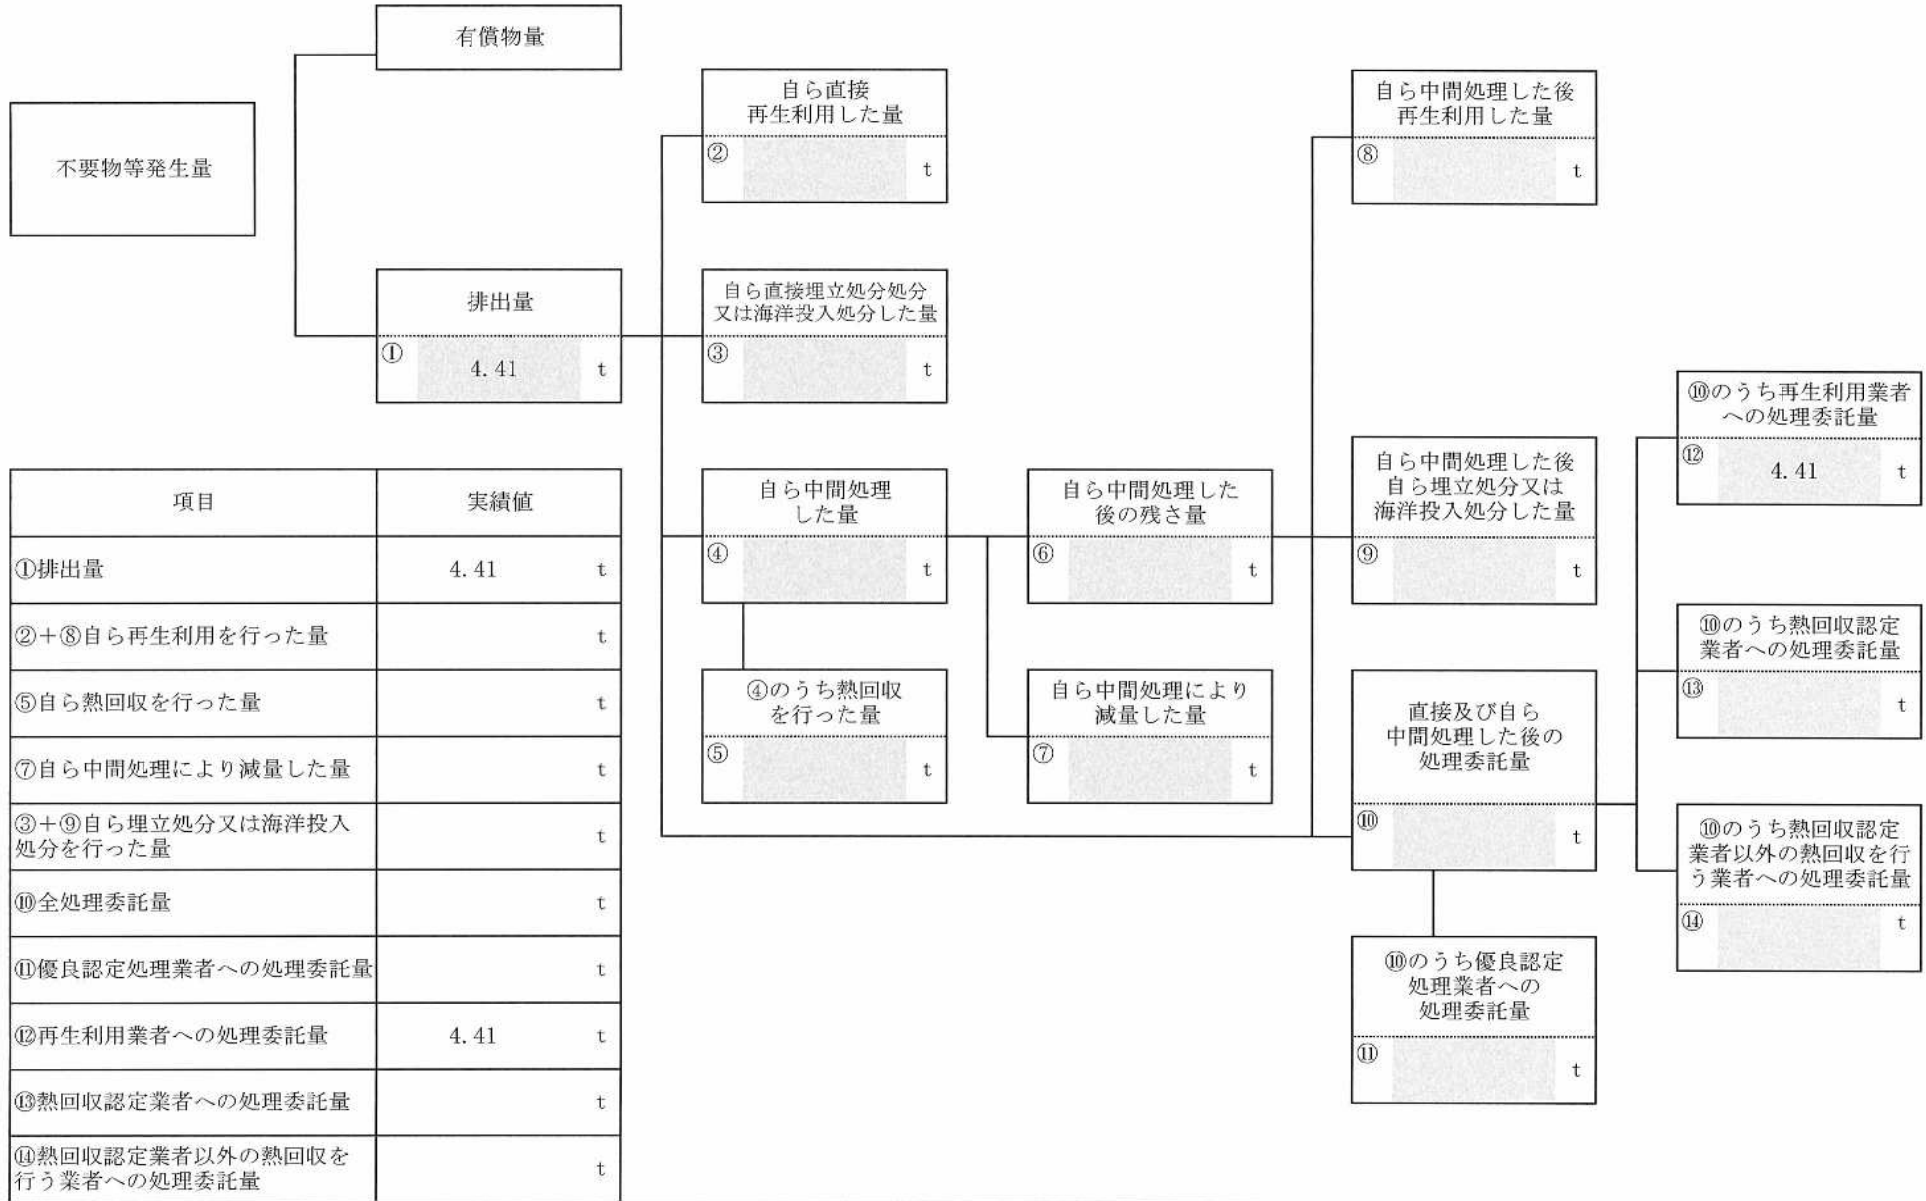 有償物量
不要物等発生量
排出量
① 4.41 t
自ら直接
再生利用した量
② t
自ら直接埋立処分処分
又は海洋投入処分した量
③ t
自ら中間処理
した量
④ t
④のうち熱回収
を行った量
⑤ t
自ら中間処理した
後の残さ量
⑥ t
自ら中間処理により
減量した量
⑦ t
自ら中間処理した後
再生利用した量
⑧ t
自ら中間処理した後
自ら埋立処分又は
海洋投入処分した量
⑨ t
直接及び自ら
中間処理した後の
処理委託量
⑩ t
⑩のうち優良認定
処理業者への
処理委託量
⑪ t
⑩のうち再生利用業者
への処理委託量
⑫ 4.41 t
⑩のうち熱回収認定
業者への処理委託量
⑬ t
⑩のうち熱回収認定
業者以外の熱回収を行
う業者への処理委託量
⑭ t
項目 実績値
①排出量 4.41 t
②＋⑧自ら再生利用を行った量 t
⑤自ら熱回収を行った量 t
⑦自ら中間処理により減量した量 t
③＋⑨自ら埋立処分又は海洋投入
処分を行った量 t
⑩全処理委託量 t
⑪優良認定処理業者への処理委託量 t
⑫再生利用業者への処理委託量 4.41 t
⑬熱回収認定業者への処理委託量 t
⑭熱回収認定業者以外の熱回収を
行う業者への処理委託量 t